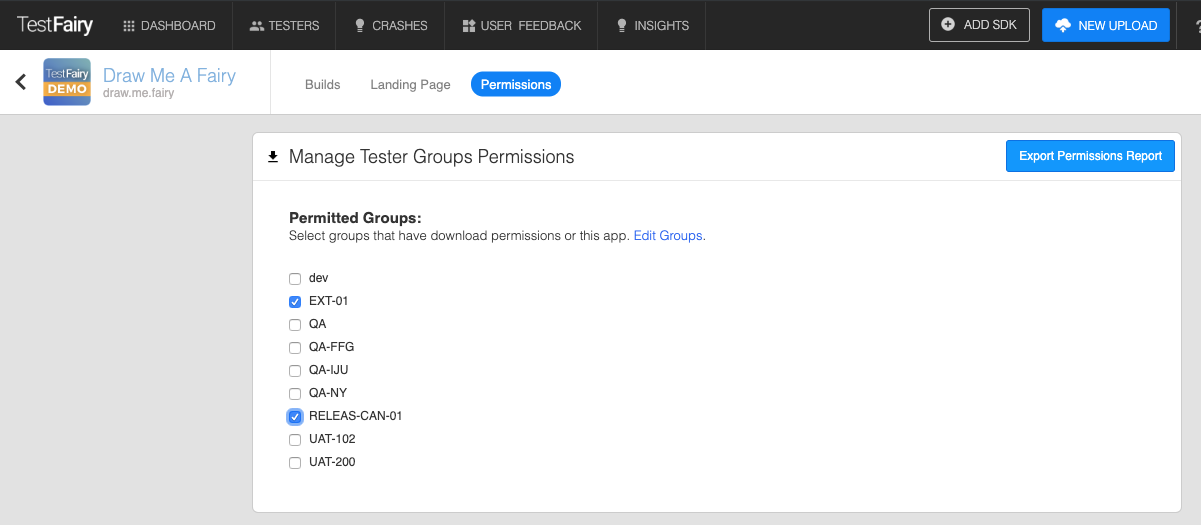 TestFairy
DASHBOARD
TESTERS
CRASHES
USER FEEDBACK
INSIGHTS
ADD SDK
NEW UPLOAD
?
TestFairy
DEMO
Draw Me A Fairy
draw.me.fairy
Builds
Landing Page
Permissions
Manage Tester Groups Permissions
Export Permissions Report
Permitted Groups:
Select groups that have download permissions or this app. Edit Groups.
dev
EXT-01
QA
QA-FFG
QA-IJU
QA-NY
RELEAS-CAN-01
UAT-102
UAT-200